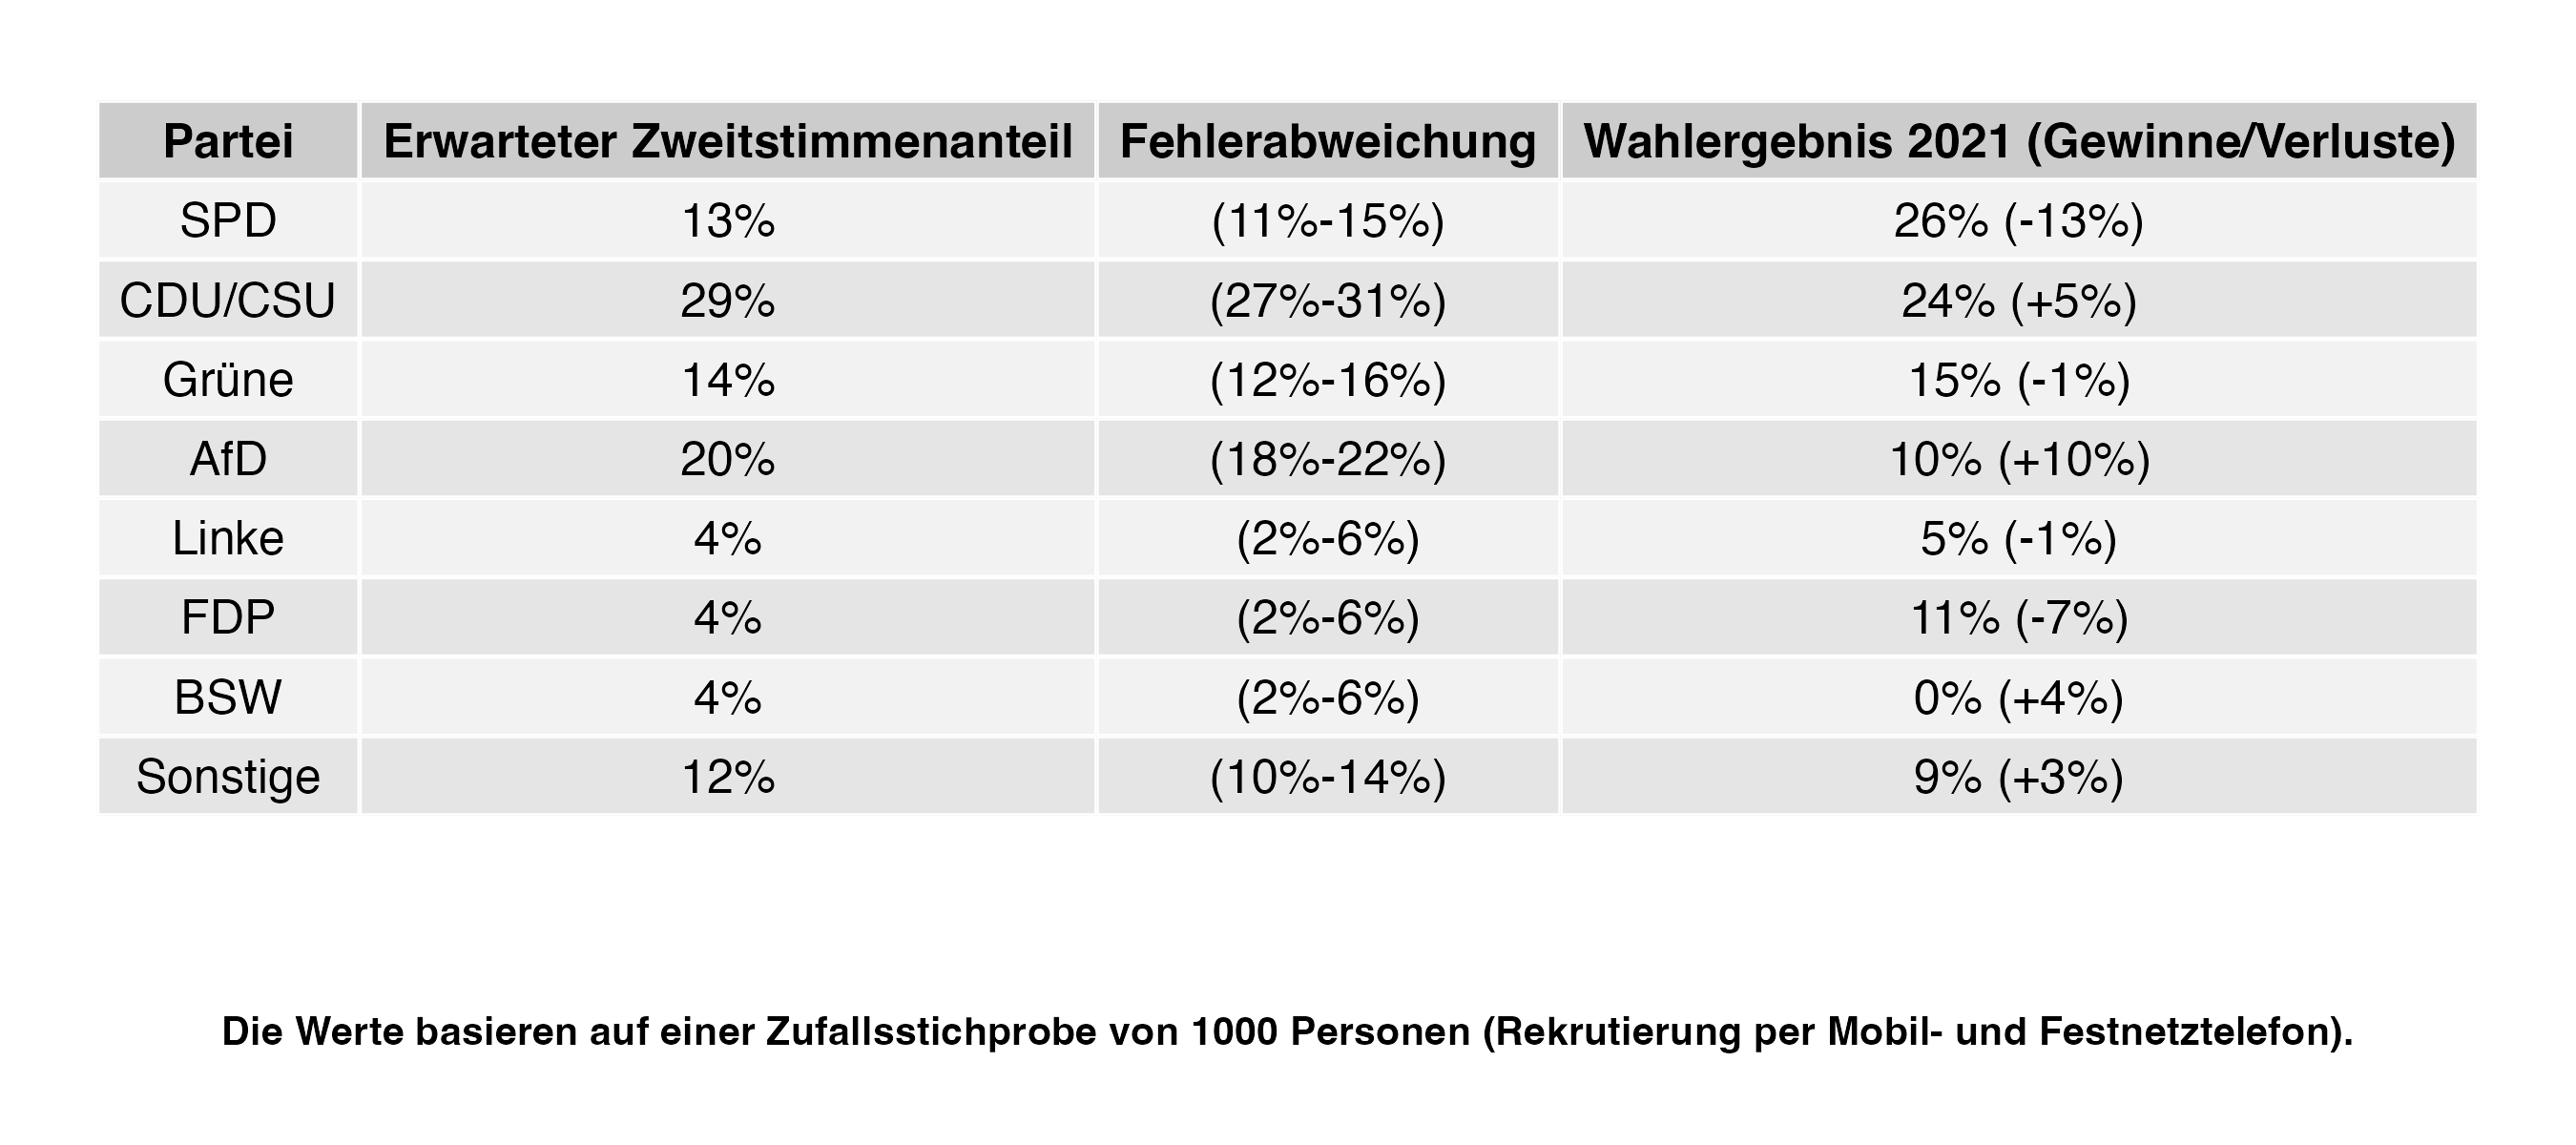 Partei Erwarteter Zweitstimmenanteil Fehlerabweichung Wahlergebnis 2021 (Gewinne/Verluste)
SPD 13% (11%-15%) 26% (-13%)
CDU/CSU 29% (27%-31%) 24% (+5%)
Grüne 14% (12%-16%) 15% (-1%)
AfD 20% (18%-22%) 10% (+10%)
Linke 4% (2%-6%) 5% (-1%)
FDP 4% (2%-6%) 11% (-7%)
BSW 4% (2%-6%) 0% (+4%)
Sonstige 12% (10%-14%) 9% (+3%)
Die Werte basieren auf einer Zufallsstichprobe von 1000 Personen (Rekrutierung per Mobil- und Festnetztelefon).